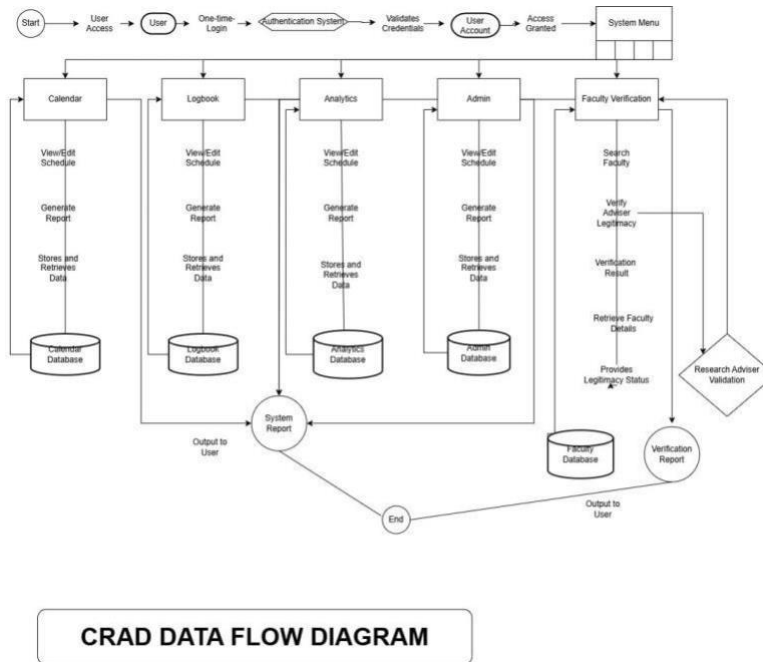 Start
User
Access
User
One-time-
Login
Authentication System
Validates
Credentials
User
Account
Access
Granted
System Menu
Calendar
Logbook
Analytics
Admin
Faculty Verification
View/Edit
Schedule
View/Edit
Schedule
View/Edit
Schedule
View/Edit
Schedule
Search
Faculty
Generate
Report
Generate
Report
Generate
Report
Generate
Report
Verify
Adviser
Legitimacy
Stores and
Retrieves
Data
Stores and
Retrieves
Data
Stores and
Retrieves
Data
Stores and
Retrieves
Data
Verification
Result
Retrieve Faculty
Details
Calendar
Database
Logbook
Database
Analytics
Database
Admin
Database
Provides
Legitimacy Status
Research Adviser
Validation
System
Report
Output to
User
Faculty
Database
Verification
Report
Output to
User
End
CRAD DATA FLOW DIAGRAM